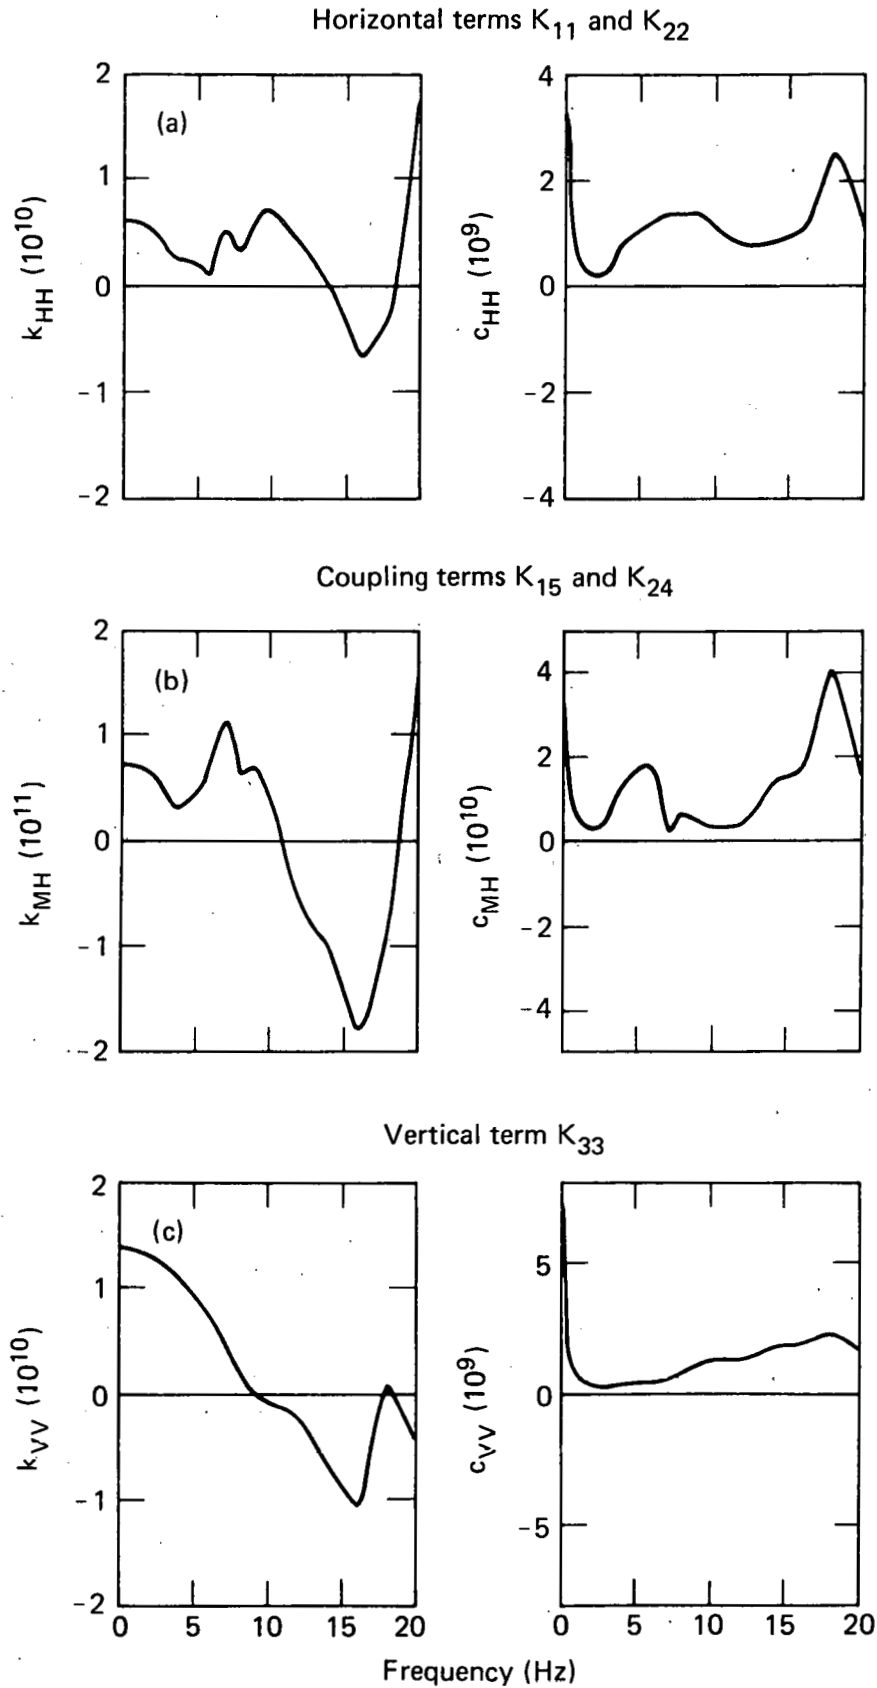 Horizontal terms K11 and K22
(a)
kHH (10^10)
2
1
0
-1
-2
cHH (10^9)
4
2
0
-2
-4
Coupling terms K15 and K24
(b)
kMH (10^11)
2
1
0
-1
-2
cMH (10^10)
4
2
0
-2
-4
Vertical term K33
(c)
kVV (10^10)
2
1
0
-1
-2
0 5 10 15 20
cVV (10^9)
5
0
-5
0 5 10 15 20
Frequency (Hz)